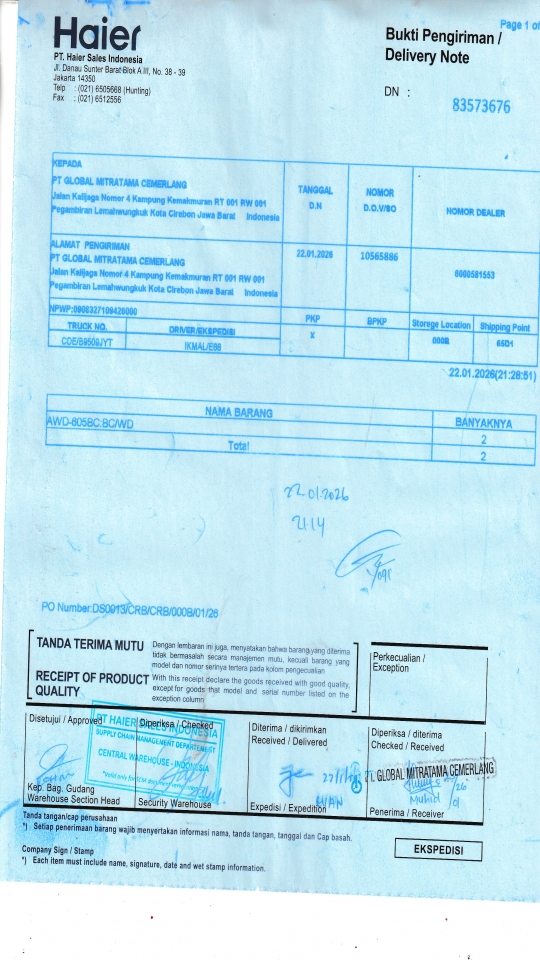 Page 1 of
Haier
Bukti Pengiriman /
Delivery Note
PT. Haier Sales Indonesia
Jl. Danau Sunter Barat Blok A III, No. 38 - 39
Jakarta 14350
Telp : (021) 6505668 (Hunting)
Fax : (021) 6512556
DN :
83573676
KEPADA
PT GLOBAL MITRATAMA CEMERLANG
Jalan Kalijaga Nomer 4 Kampung Kemakmuran RT 001 RW 001
Pegambiran Lemahwungkuk Kota Cirebon Jawa Barat Indonesia
TANGGAL
D.N
NOMOR
D.O.V/SO
NOMOR DEALER
ALAMAT PENGIRIMAN
PT GLOBAL MITRATAMA CEMERLANG
Jalan Kalijaga Nomor 4 Kampung Kemakmuran RT 001 RW 001
Pegambiran Lemahwungkuk Kota Cirebon Jawa Barat Indonesia
22.01.2026
10565886
6000581553
NPWP:0908327109426000
TRUCK NO.
DRIVER/EKSPEDISI
PKP
BPKP
Storege Location
Shipping Point
CDE/B9509JYT
IKMAL/E68
X
000B
65D1
22.01.2026(21:28:51)
NAMA BARANG
BANYAKNYA
AWD-605BC:BC/WD
2
Total
2
22.01.2026
21.14
PO Number:DS0013/CRB/CRB/000B/01/26
TANDA TERIMA MUTU
Dengan lembaran ini juga, menyatakan bahwa barang yang diterima
tidak bermasalah secara manajemen mutu, kecuali barang yang
model dan nomor serinya tertera pada kolom pengecualian
RECEIPT OF PRODUCT
QUALITY
With this receipt declare the goods received with good quality,
except for goods that model and serial number listed on the
exception column
Perkecualian /
Exception
Disetujui / Approved
Diperiksa / Checked
Diterima / dikirimkan
Received / Delivered
Diperiksa / diterima
Checked / Received
PT HAIER SALES INDONESIA
SUPPLY CHAIN MANAGEMENT DEPARTEMENT
CENTRAL WAREHOUSE - INDONESIA
GLOBAL MITRATAMA CEMERLANG
Kep. Bag. Gudang
Warehouse Section Head
Security Warehouse
Expedisi / Expedition
Penerima / Receiver
Tanda tangan/cap perusahaan
*) Setiap penerimaan barang wajib menyertakan informasi nama, tanda tangan, tanggal dan Cap basah.
Company Sign / Stamp
*) Each item must include name, signature, date and wet stamp information.
EKSPEDISI